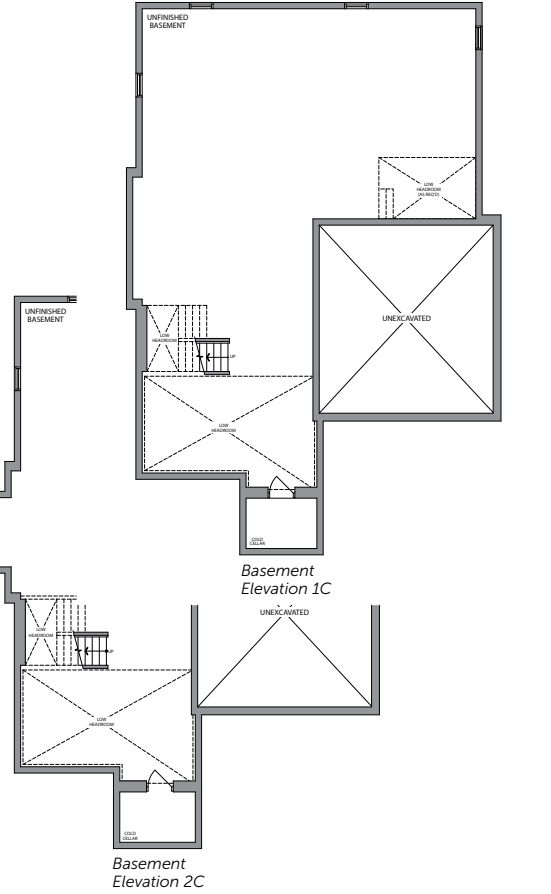 UNFINISHED
BASEMENT
LOW
HEADROOM
(AS REQ'D)
UNEXCAVATED
LOW
HEADROOM
UP
LOW
HEADROOM
COLD
CELLAR
Basement
Elevation 1C
UNFINISHED
BASEMENT
UNEXCAVATED
LOW
HEADROOM
UP
LOW
HEADROOM
COLD
CELLAR
Basement
Elevation 2C